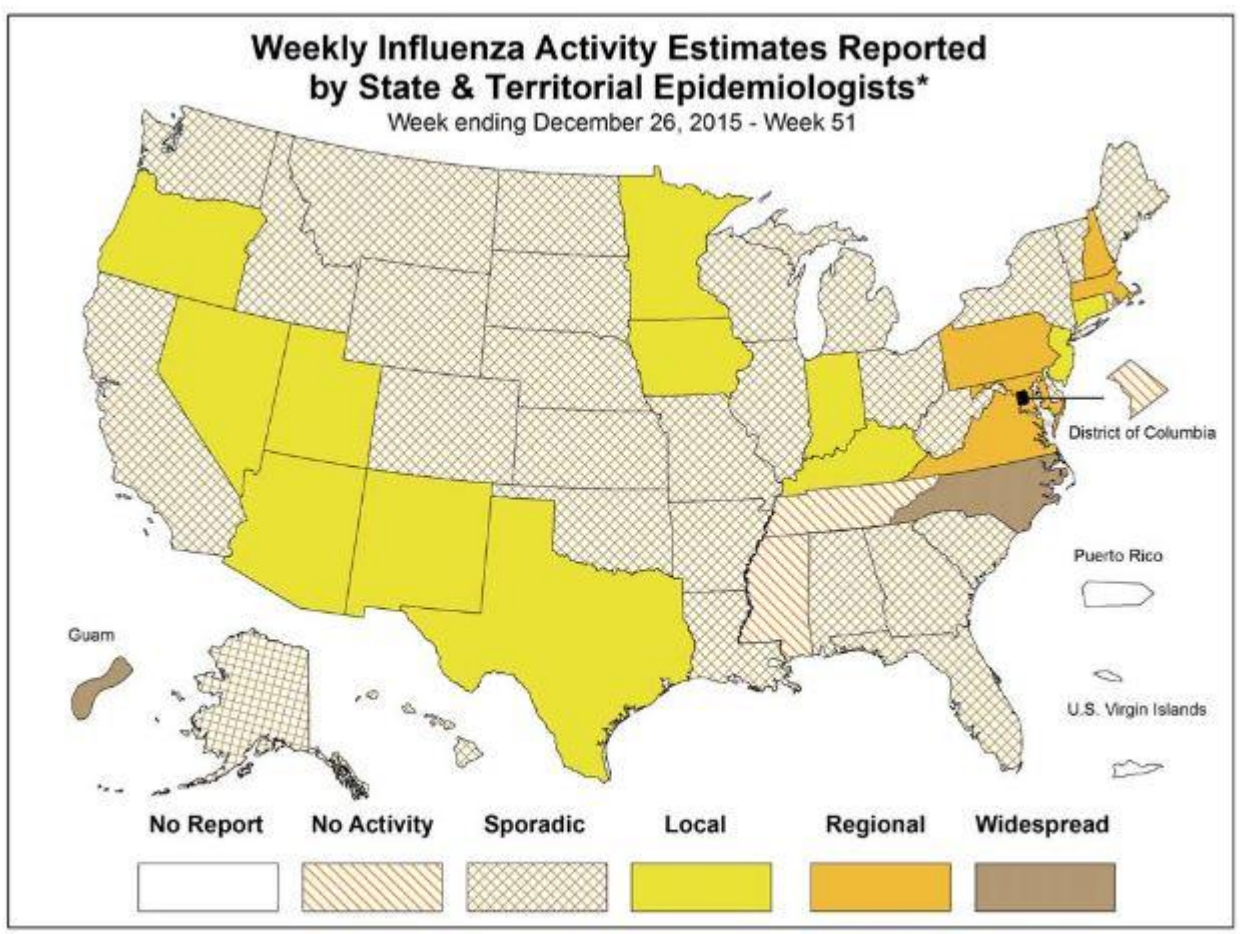 Weekly Influenza Activity Estimates Reported
by State & Territorial Epidemiologists*
Week ending December 26, 2015 - Week 51
District of Columbia
Puerto Rico
Guam
U.S. Virgin Islands
No Report
No Activity
Sporadic
Local
Regional
Widespread